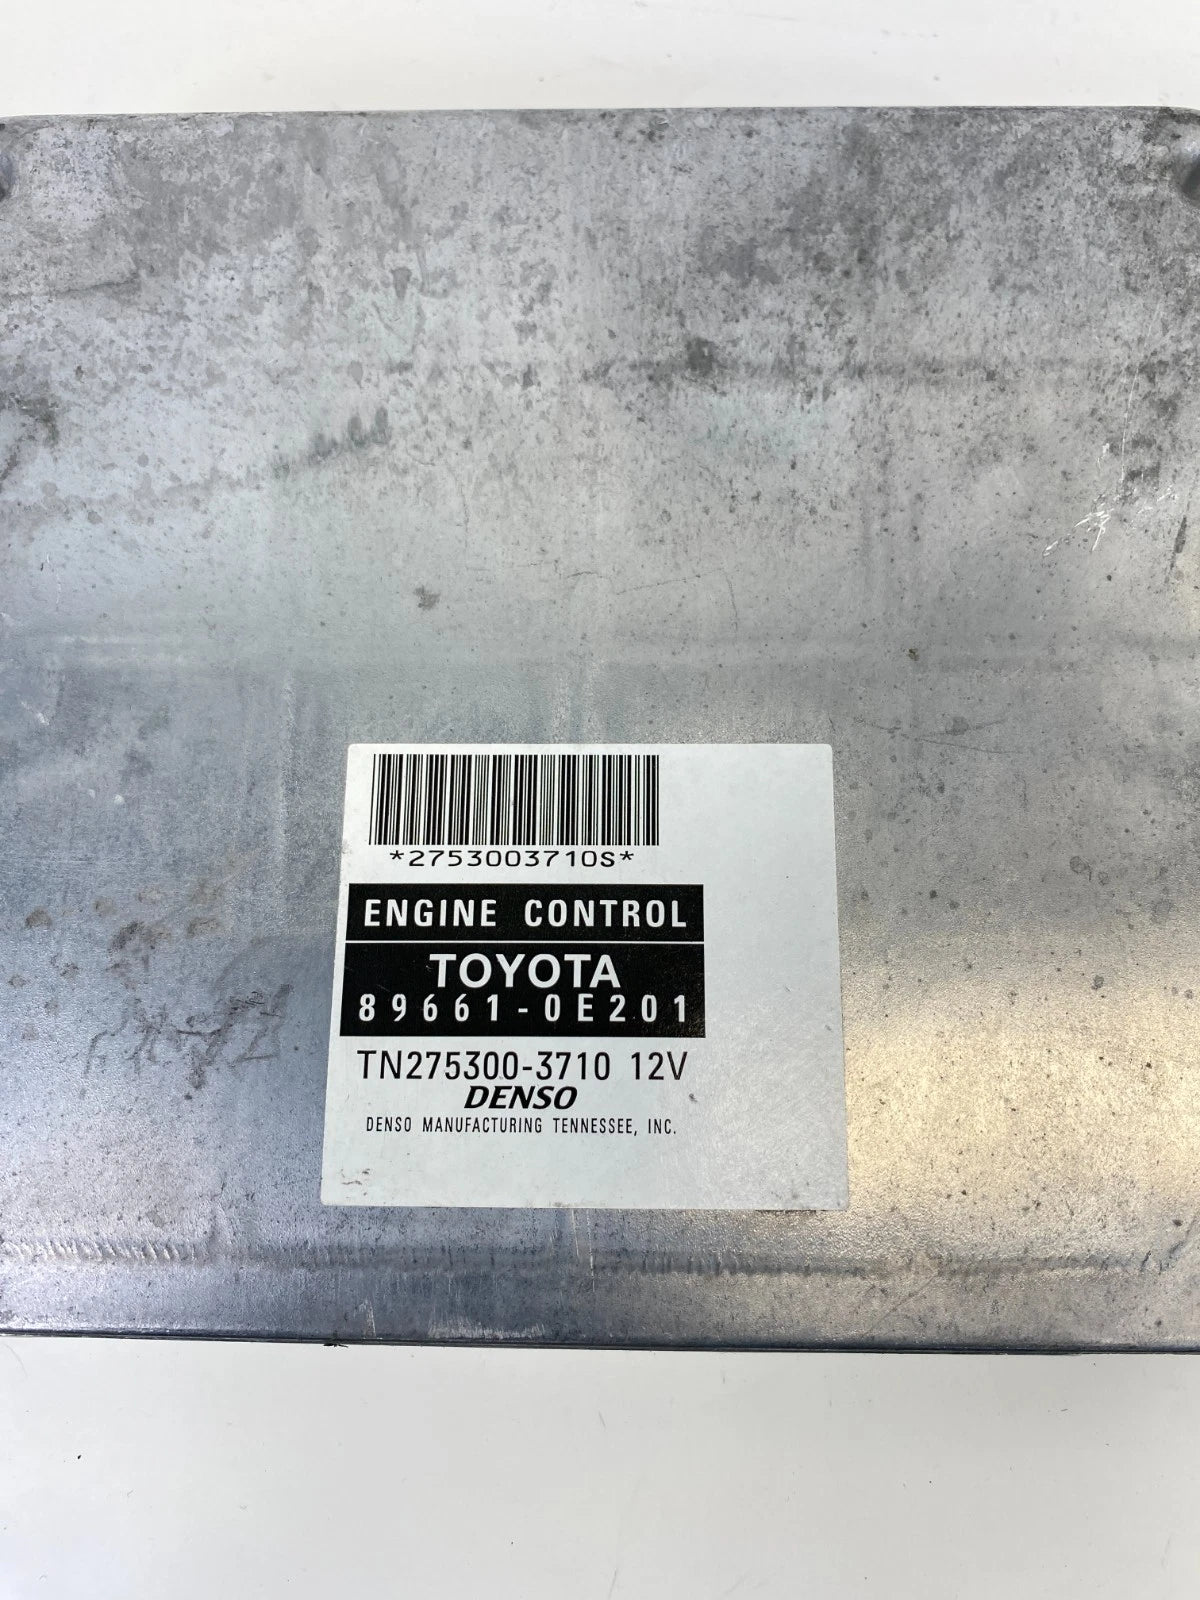 *2753003710S*
ENGINE CONTROL
TOYOTA
89661-0E201
TN275300-3710 12V
DENSO
DENSO MANUFACTURING TENNESSEE, INC.